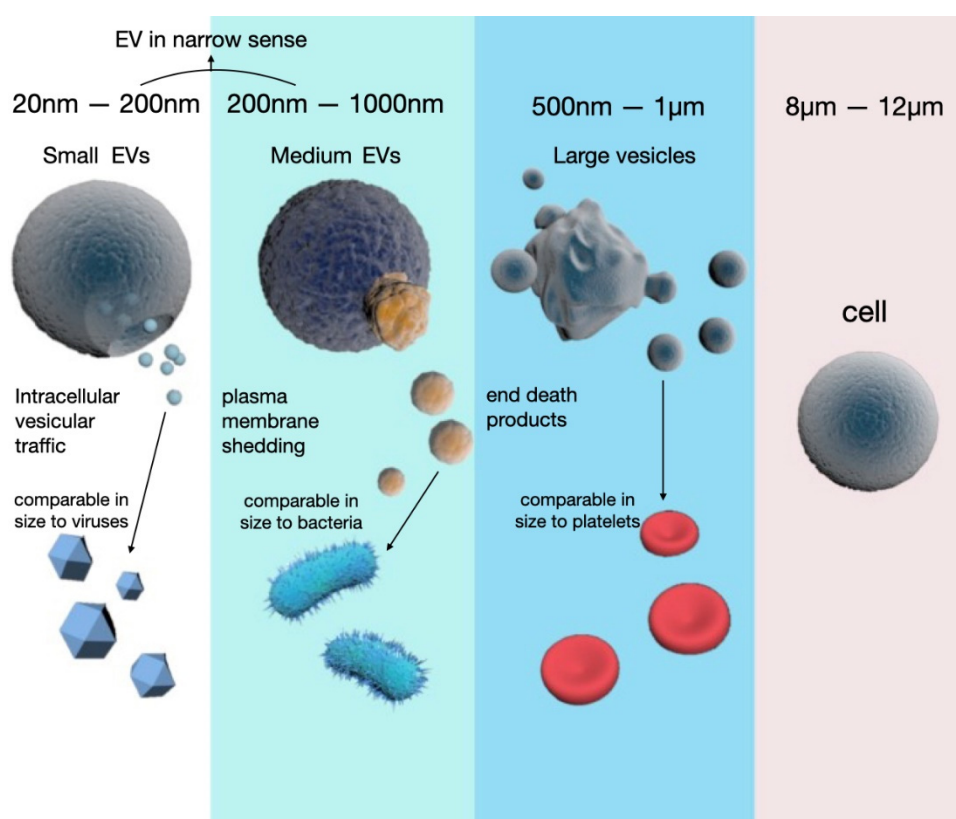 EV in narrow sense
20nm — 200nm
Small EVs
Intracellular
vesicular
traffic
comparable in
size to viruses
200nm — 1000nm
Medium EVs
plasma
membrane
shedding
comparable in
size to bacteria
500nm — 1µm
Large vesicles
end death
products
comparable in
size to platelets
8µm — 12µm
cell